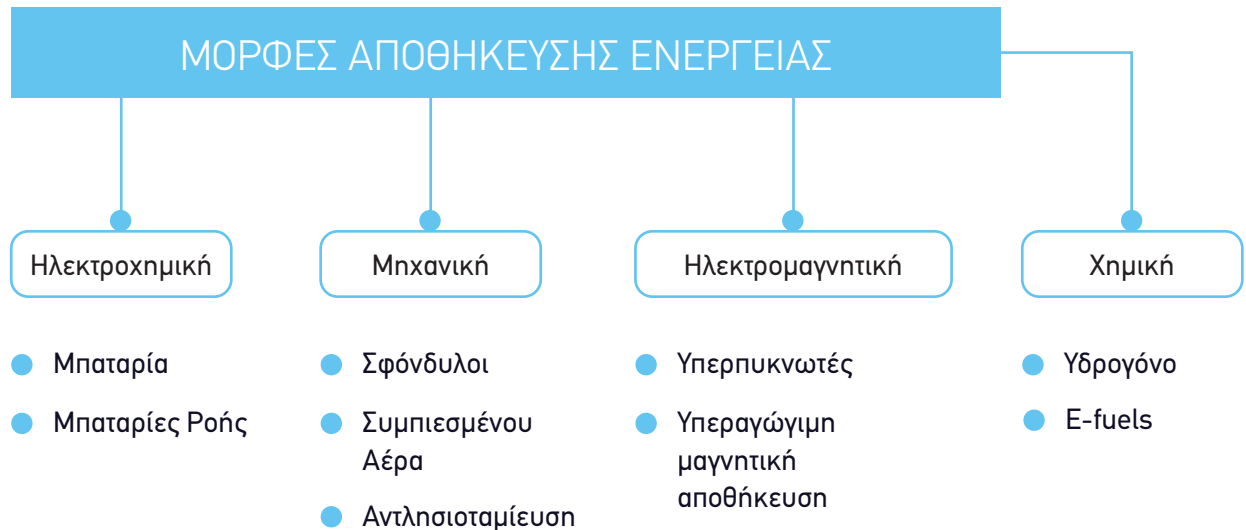 ΜΟΡΦΕΣ ΑΠΟΘΗΚΕΥΣΗΣ ΕΝΕΡΓΕΙΑΣ
Ηλεκτροχημική
Μπαταρία
Μπαταρίες Ροής
Μηχανική
Σφόνδυλοι
Συμπιεσμένου
Αέρα
Αντλησιοταμίευση
Ηλεκτρομαγνητική
Υπερπυκνωτές
Υπεραγώγιμη
μαγνητική
αποθήκευση
Χημική
Υδρογόνο
E-fuels